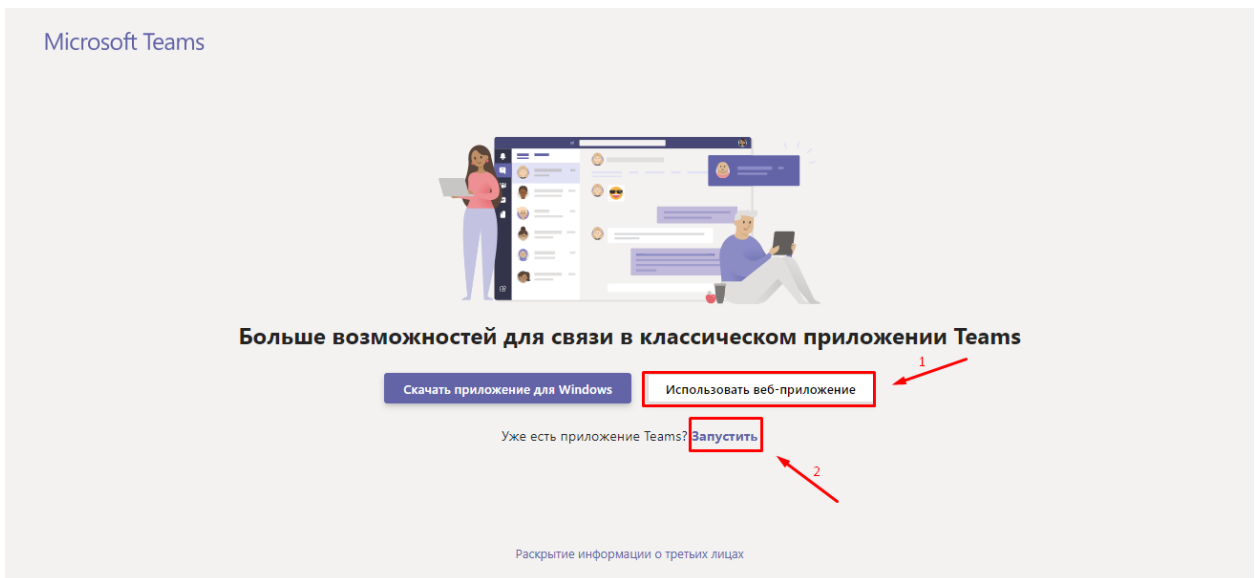 Microsoft Teams
Больше возможностей для связи в классическом приложении Teams
1
Скачать приложение для Windows
Использовать веб-приложение
Уже есть приложение Teams? Запустить
2
Раскрытие информации о третьих лицах